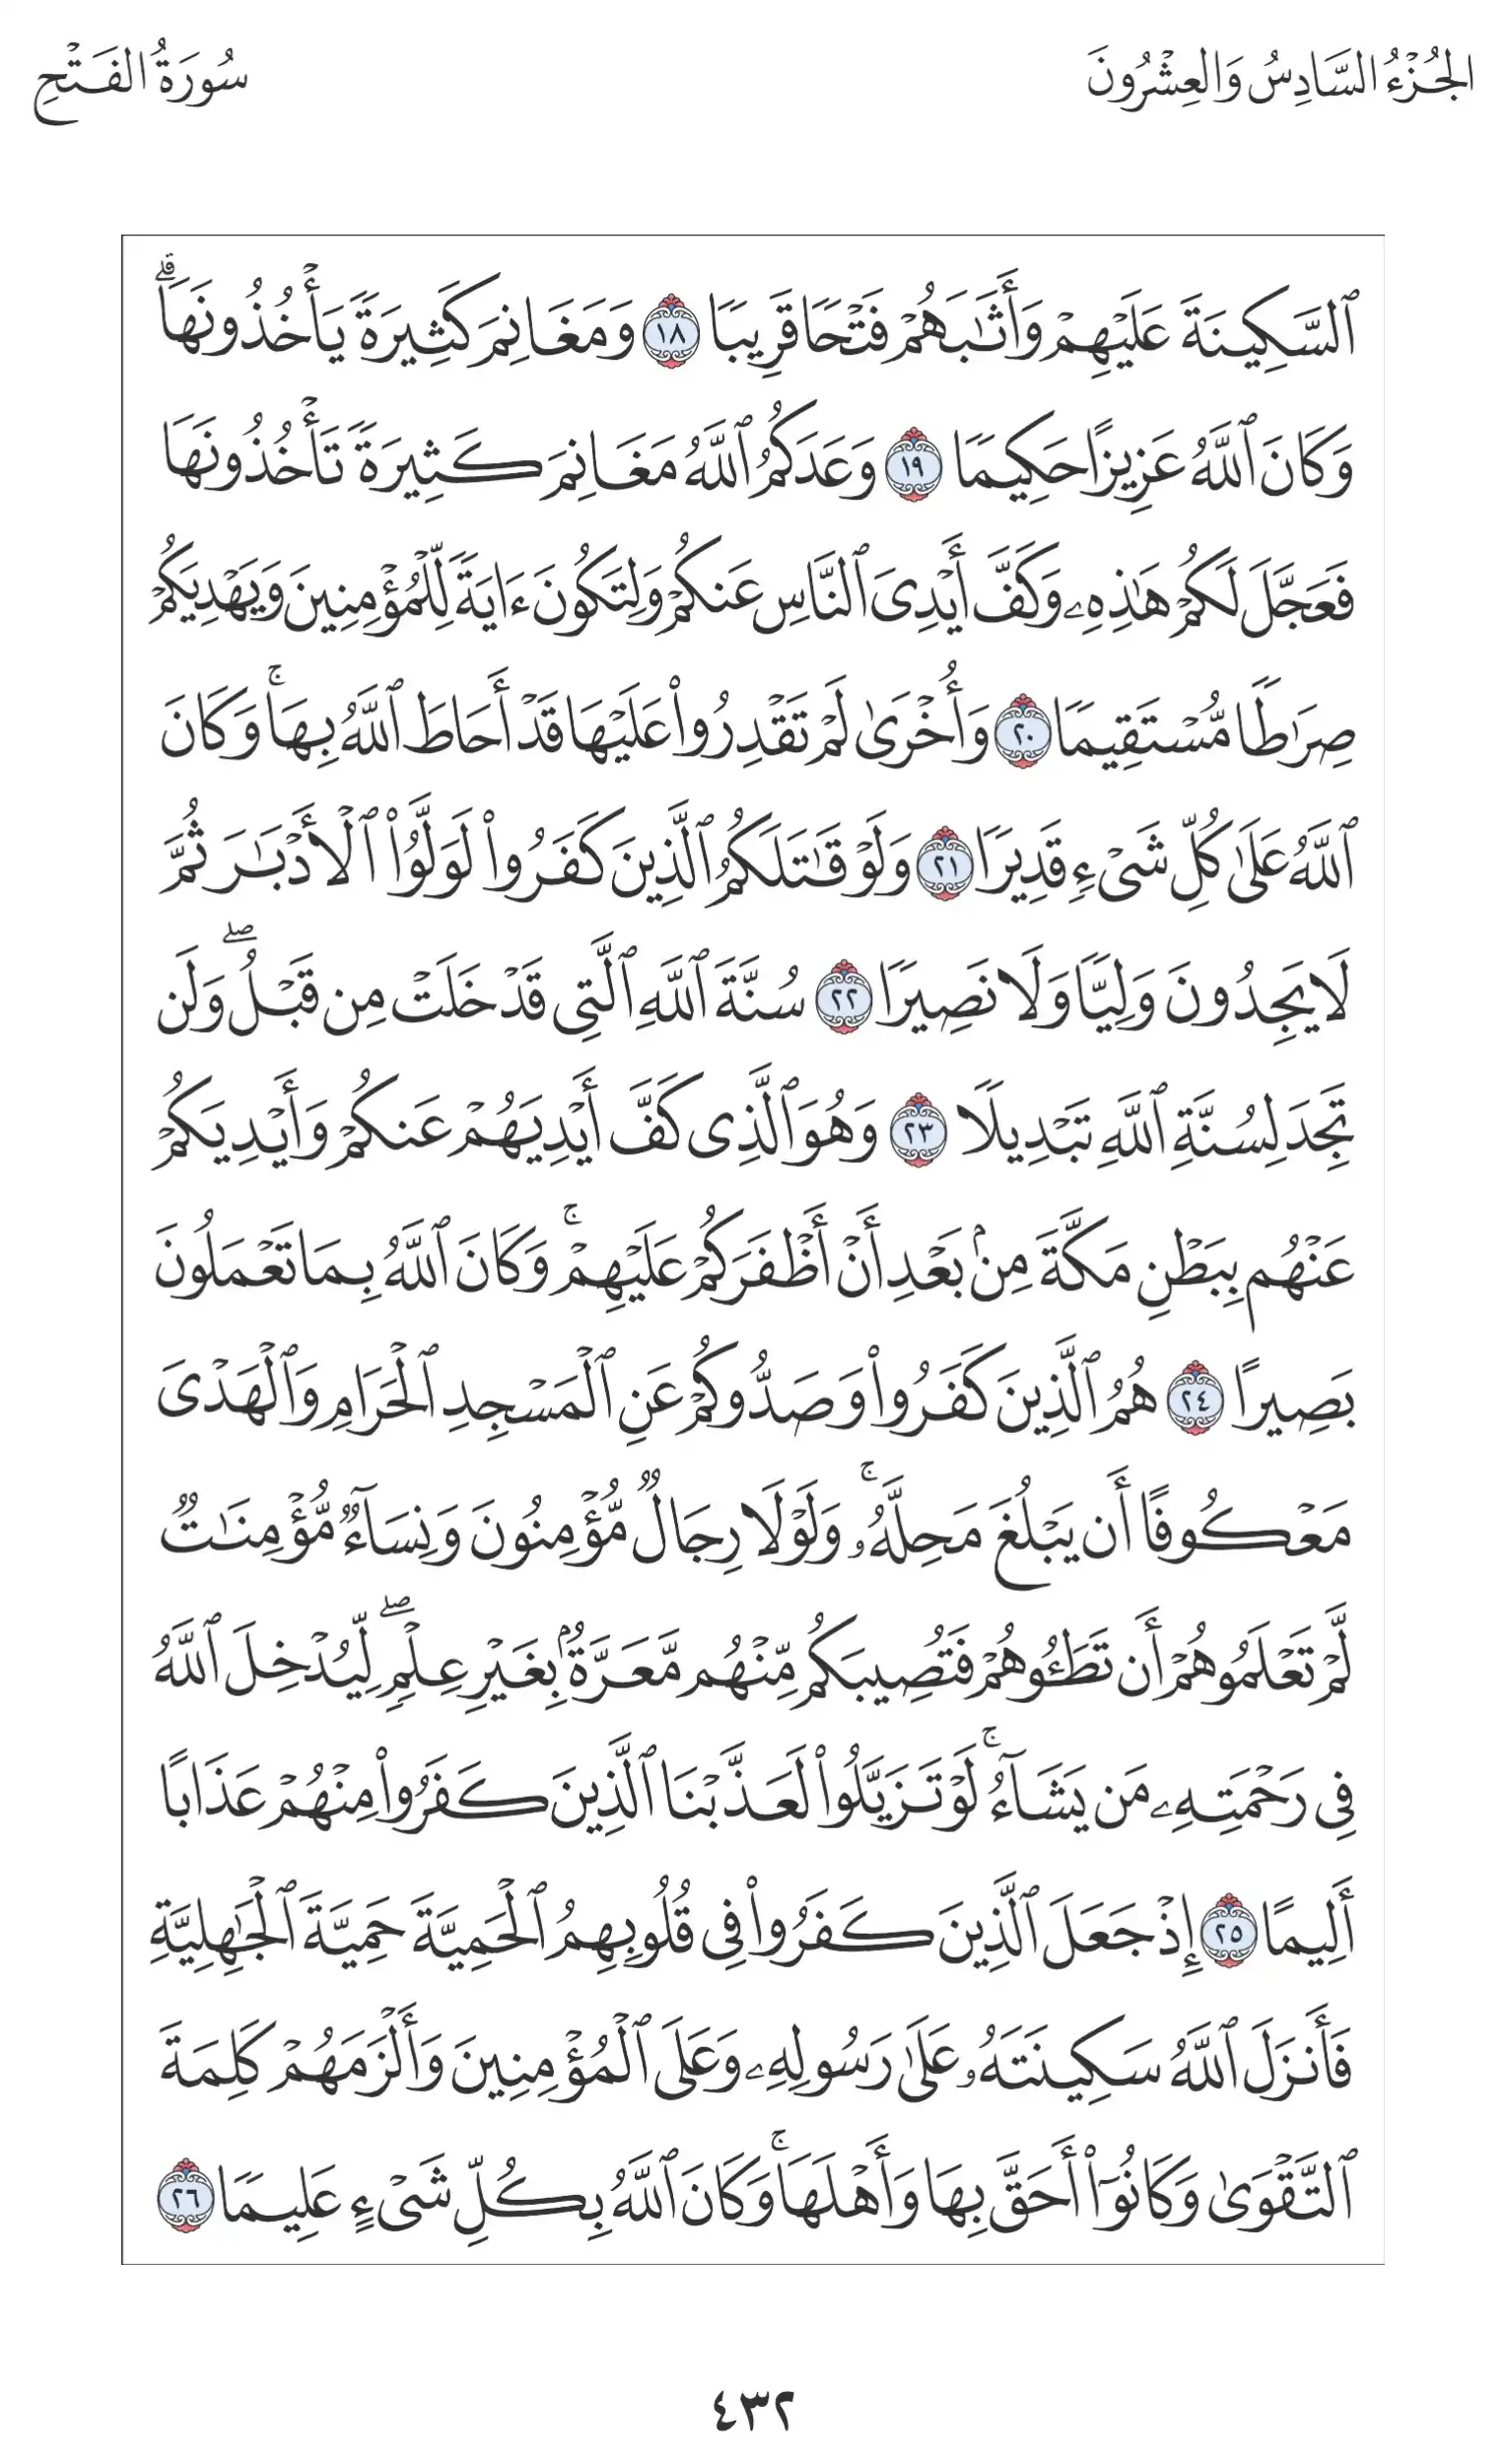 الجُزْءُ السَّادِسُ وَالعِشْرُونَ
سُورَةُ الفَتْحِ
ٱلسَّكِينَةَ عَلَيْهِمْ وَأَثَٰبَهُمْ فَتْحًا قَرِيبًا ١٨ وَمَغَانِمَ كَثِيرَةً يَأْخُذُونَهَاۗ
وَكَانَ ٱللَّهُ عَزِيزًا حَكِيمًا ١٩ وَعَدَكُمُ ٱللَّهُ مَغَانِمَ كَثِيرَةً تَأْخُذُونَهَا
فَعَجَّلَ لَكُمْ هَٰذِهِۦ وَكَفَّ أَيْدِىَ ٱلنَّاسِ عَنكُمْ وَلِتَكُونَ ءَايَةً لِّلْمُؤْمِنِينَ وَيَهْدِيَكُمْ
صِرَٰطًا مُّسْتَقِيمًا ٢٠ وَأُخْرَىٰ لَمْ تَقْدِرُوا۟ عَلَيْهَا قَدْ أَحَاطَ ٱللَّهُ بِهَاۚ وَكَانَ
ٱللَّهُ عَلَىٰ كُلِّ شَىْءٍ قَدِيرًا ٢١ وَلَوْ قَٰتَلَكُمُ ٱلَّذِينَ كَفَرُوا۟ لَوَلَّوُا۟ ٱلْأَدْبَٰرَ ثُمَّ
لَا يَجِدُونَ وَلِيًّا وَلَا نَصِيرًا ٢٢ سُنَّةَ ٱللَّهِ ٱلَّتِى قَدْ خَلَتْ مِن قَبْلُۖ وَلَن
تَجِدَ لِسُنَّةِ ٱللَّهِ تَبْدِيلًا ٢٣ وَهُوَ ٱلَّذِى كَفَّ أَيْدِيَهُمْ عَنكُمْ وَأَيْدِيَكُمْ
عَنْهُم بِبَطْنِ مَكَّةَ مِنۢ بَعْدِ أَنْ أَظْفَرَكُمْ عَلَيْهِمْۚ وَكَانَ ٱللَّهُ بِمَا تَعْمَلُونَ
بَصِيرًا ٢٤ هُمُ ٱلَّذِينَ كَفَرُوا۟ وَصَدُّوكُمْ عَنِ ٱلْمَسْجِدِ ٱلْحَرَامِ وَٱلْهَدْىَ
مَعْكُوفًا أَن يَبْلُغَ مَحِلَّهُۥۚ وَلَوْلَا رِجَالٌ مُّؤْمِنُونَ وَنِسَآءٌ مُّؤْمِنَٰتٌ
لَّمْ تَعْلَمُوهُمْ أَن تَطَـُٔوهُمْ فَتُصِيبَكُم مِّنْهُم مَّعَرَّةٌۢ بِغَيْرِ عِلْمٍۖ لِّيُدْخِلَ ٱللَّهُ
فِى رَحْمَتِهِۦ مَن يَشَآءُۚ لَوْ تَزَيَّلُوا۟ لَعَذَّبْنَا ٱلَّذِينَ كَفَرُوا۟ مِنْهُمْ عَذَابًا
أَلِيمًا ٢٥ إِذْ جَعَلَ ٱلَّذِينَ كَفَرُوا۟ فِى قُلُوبِهِمُ ٱلْحَمِيَّةَ حَمِيَّةَ ٱلْجَٰهِلِيَّةِ
فَأَنزَلَ ٱللَّهُ سَكِينَتَهُۥ عَلَىٰ رَسُولِهِۦ وَعَلَى ٱلْمُؤْمِنِينَ وَأَلْزَمَهُمْ كَلِمَةَ
ٱلتَّقْوَىٰ وَكَانُوٓا۟ أَحَقَّ بِهَا وَأَهْلَهَاۚ وَكَانَ ٱللَّهُ بِكُلِّ شَىْءٍ عَلِيمًا ٢٦
٤٣٢